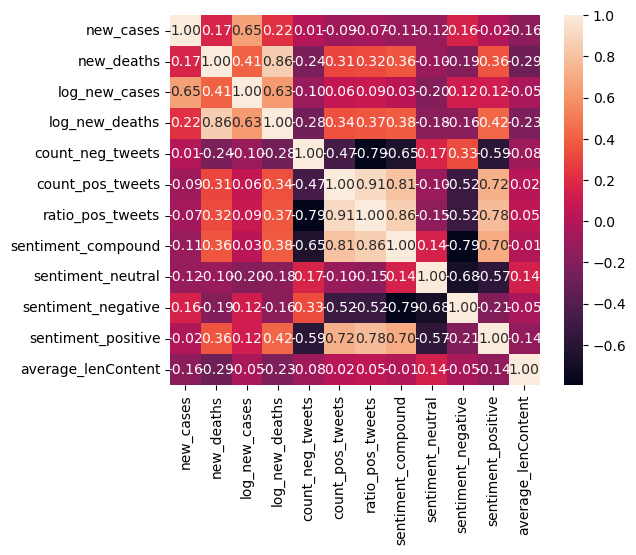 new_cases 1.00 0.17 0.65 0.22 0.01 -0.09 -0.07 -0.11 -0.12 0.16 -0.02 -0.16
new_deaths 0.17 1.00 0.41 0.86 -0.24 0.31 0.32 0.36 -0.10 -0.19 0.36 -0.29
log_new_cases 0.65 0.41 1.00 0.63 -0.10 0.06 0.09 0.03 -0.20 0.12 0.12 -0.05
log_new_deaths 0.22 0.86 0.63 1.00 -0.28 0.34 0.37 0.38 -0.18 -0.16 0.42 -0.23
count_neg_tweets 0.01 -0.24 -0.10 -0.28 1.00 -0.47 -0.79 -0.65 0.17 0.33 -0.59 -0.08
count_pos_tweets -0.09 0.31 0.06 0.34 -0.47 1.00 0.91 0.81 -0.10 -0.52 0.72 0.02
ratio_pos_tweets -0.07 0.32 0.09 0.37 -0.79 0.91 1.00 0.86 -0.15 -0.52 0.78 0.05
sentiment_compound -0.11 0.36 0.03 0.38 -0.65 0.81 0.86 1.00 0.14 -0.79 0.70 -0.01
sentiment_neutral -0.12 -0.10 -0.20 -0.18 0.17 -0.10 -0.15 0.14 1.00 -0.68 -0.57 0.14
sentiment_negative 0.16 -0.19 0.12 -0.16 0.33 -0.52 -0.52 -0.79 -0.68 1.00 -0.21 -0.05
sentiment_positive -0.02 0.36 0.12 0.42 -0.59 0.72 0.78 0.70 -0.57 -0.21 1.00 -0.14
average_lenContent -0.16 -0.29 -0.05 -0.23 -0.08 0.02 0.05 -0.01 0.14 -0.05 -0.14 1.00
new_cases
new_deaths
log_new_cases
log_new_deaths
count_neg_tweets
count_pos_tweets
ratio_pos_tweets
sentiment_compound
sentiment_neutral
sentiment_negative
sentiment_positive
average_lenContent
1.0
0.8
0.6
0.4
0.2
0.0
−0.2
−0.4
−0.6